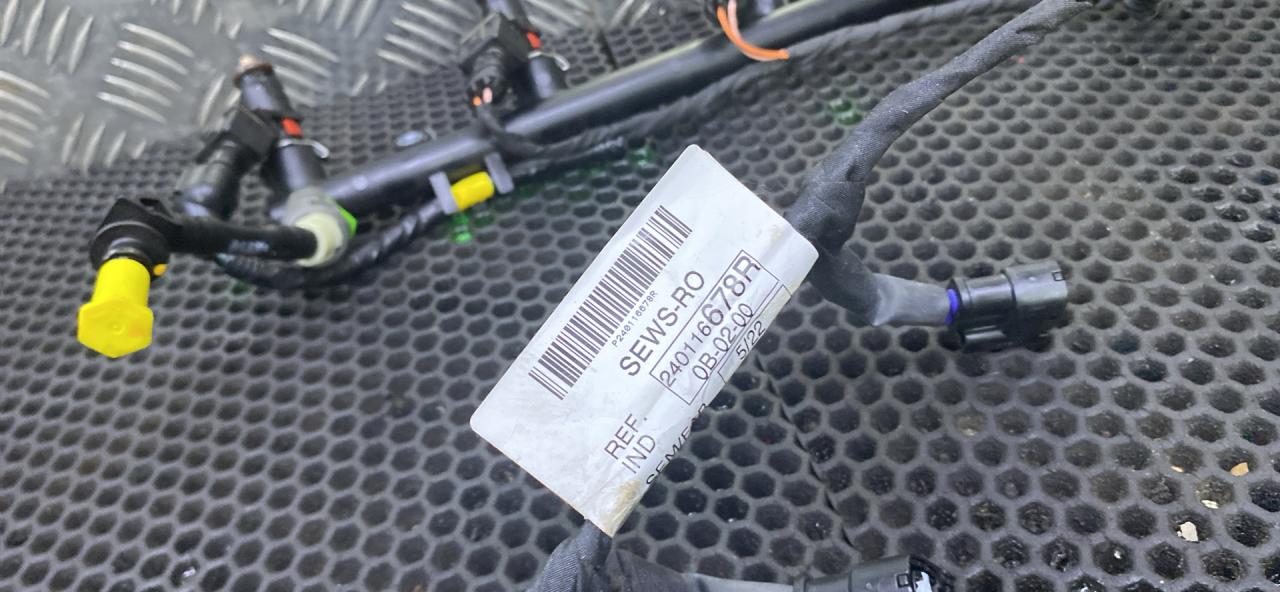 P240116678R
SEWS-RO
REF. 240116678R
IND 0B-02-00
5/22